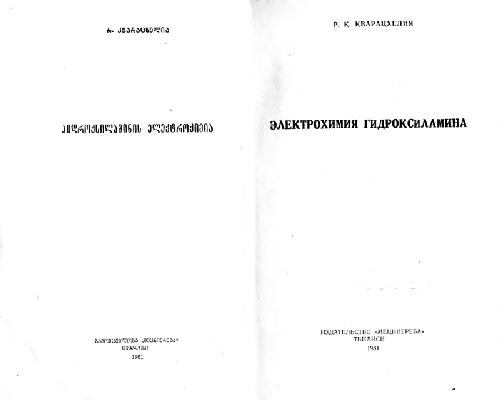 რ. კვარაცხელია
ჰიდროქსილამინის ელექტროქიმია
გამომცემლობა „მეცნიერება“
თბილისი
1981
Р. К. КВАРАЦХЕЛИЯ
ЭЛЕКТРОХИМИЯ ГИДРОКСИЛАМИНА
ИЗДАТЕЛЬСТВО «МЕЦНИЕРЕБА»
ТБИЛИСИ
1981